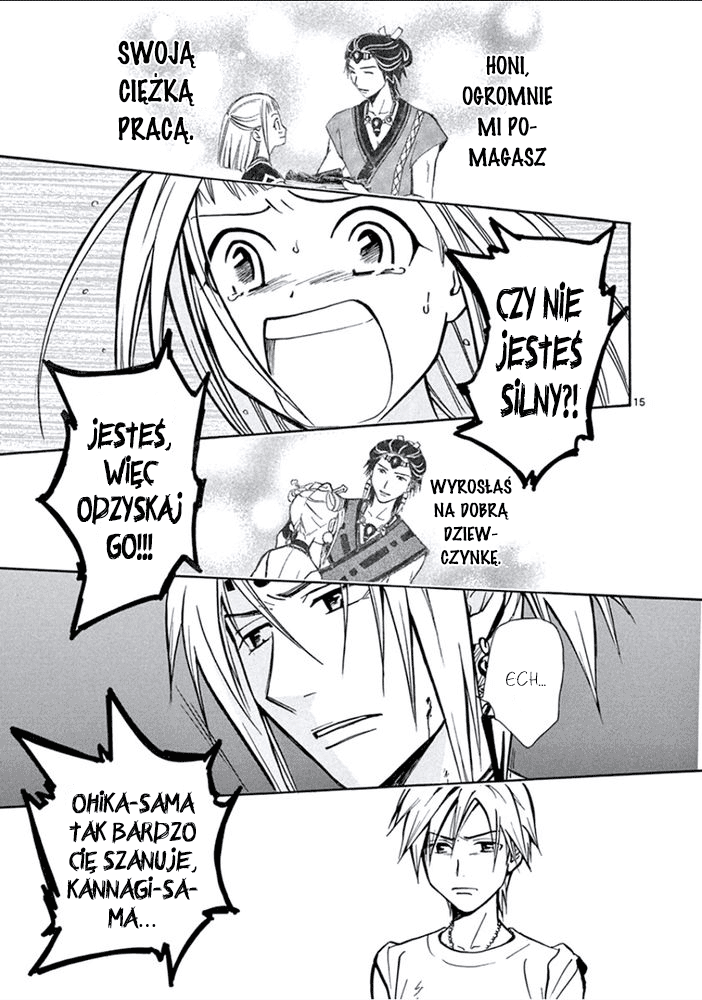 HONI,
OGROMNIE
MI PO-
MAGASZ
SWOJĄ
CIĘŻKĄ
PRACĄ.
CZY NIE
JESTEŚ
SILNY?!
15
JESTEŚ,
WIĘC
ODZYSKAJ
GO!!!
WYROSŁAŚ
NA DOBRĄ
DZIEW-
CZYNKĘ.
ECH...
OHIKA-SAMA
TAK BARDZO
CIĘ SZANUJE,
KANNAGI-SA-
MA...